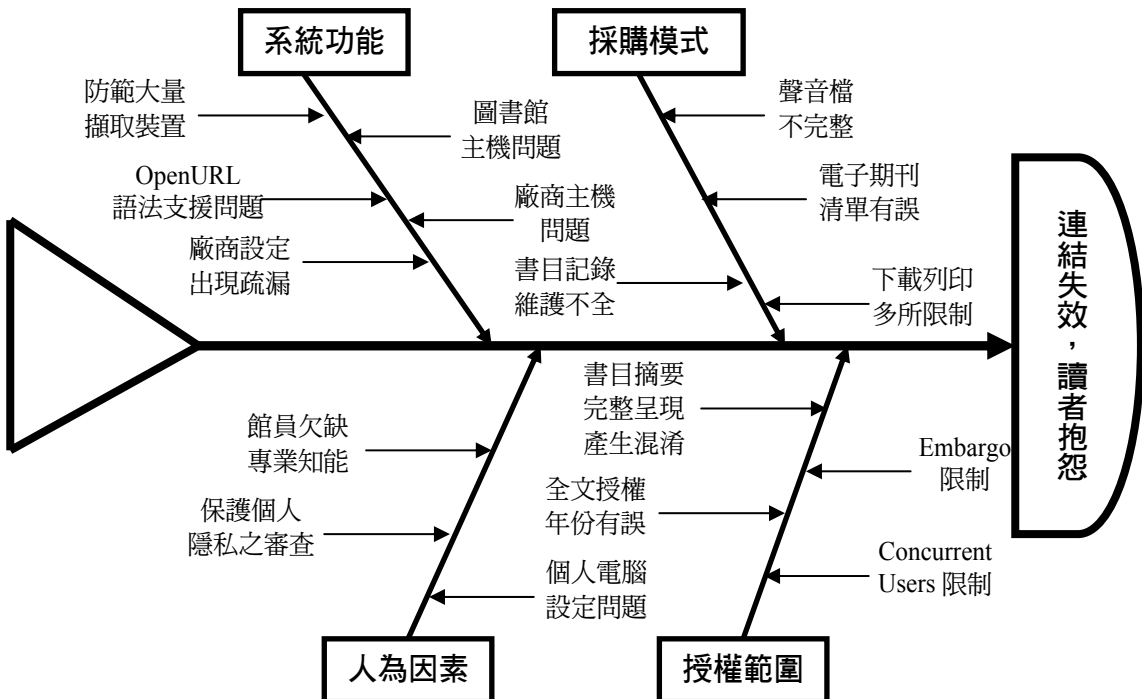 系統功能
防範大量
擷取裝置
圖書館
主機問題
OpenURL
語法支援問題
廠商主機
問題
廠商設定
出現疏漏
採購模式
聲音檔
不完整
電子期刊
清單有誤
書目記錄
維護不全
下載列印
多所限制
連結失效，讀者抱怨
館員欠缺
專業知能
保護個人
隱私之審查
個人電腦
設定問題
人為因素
書目摘要
完整呈現
產生混淆
Embargo
限制
全文授權
年份有誤
Concurrent
Users 限制
授權範圍